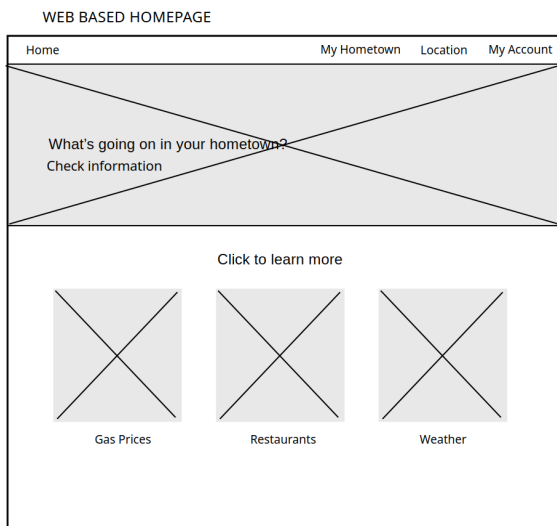 WEB BASED HOMEPAGE
Home My Hometown Location My Account
What's going on in your hometown?
Check information
Click to learn more
Gas Prices Restaurants Weather